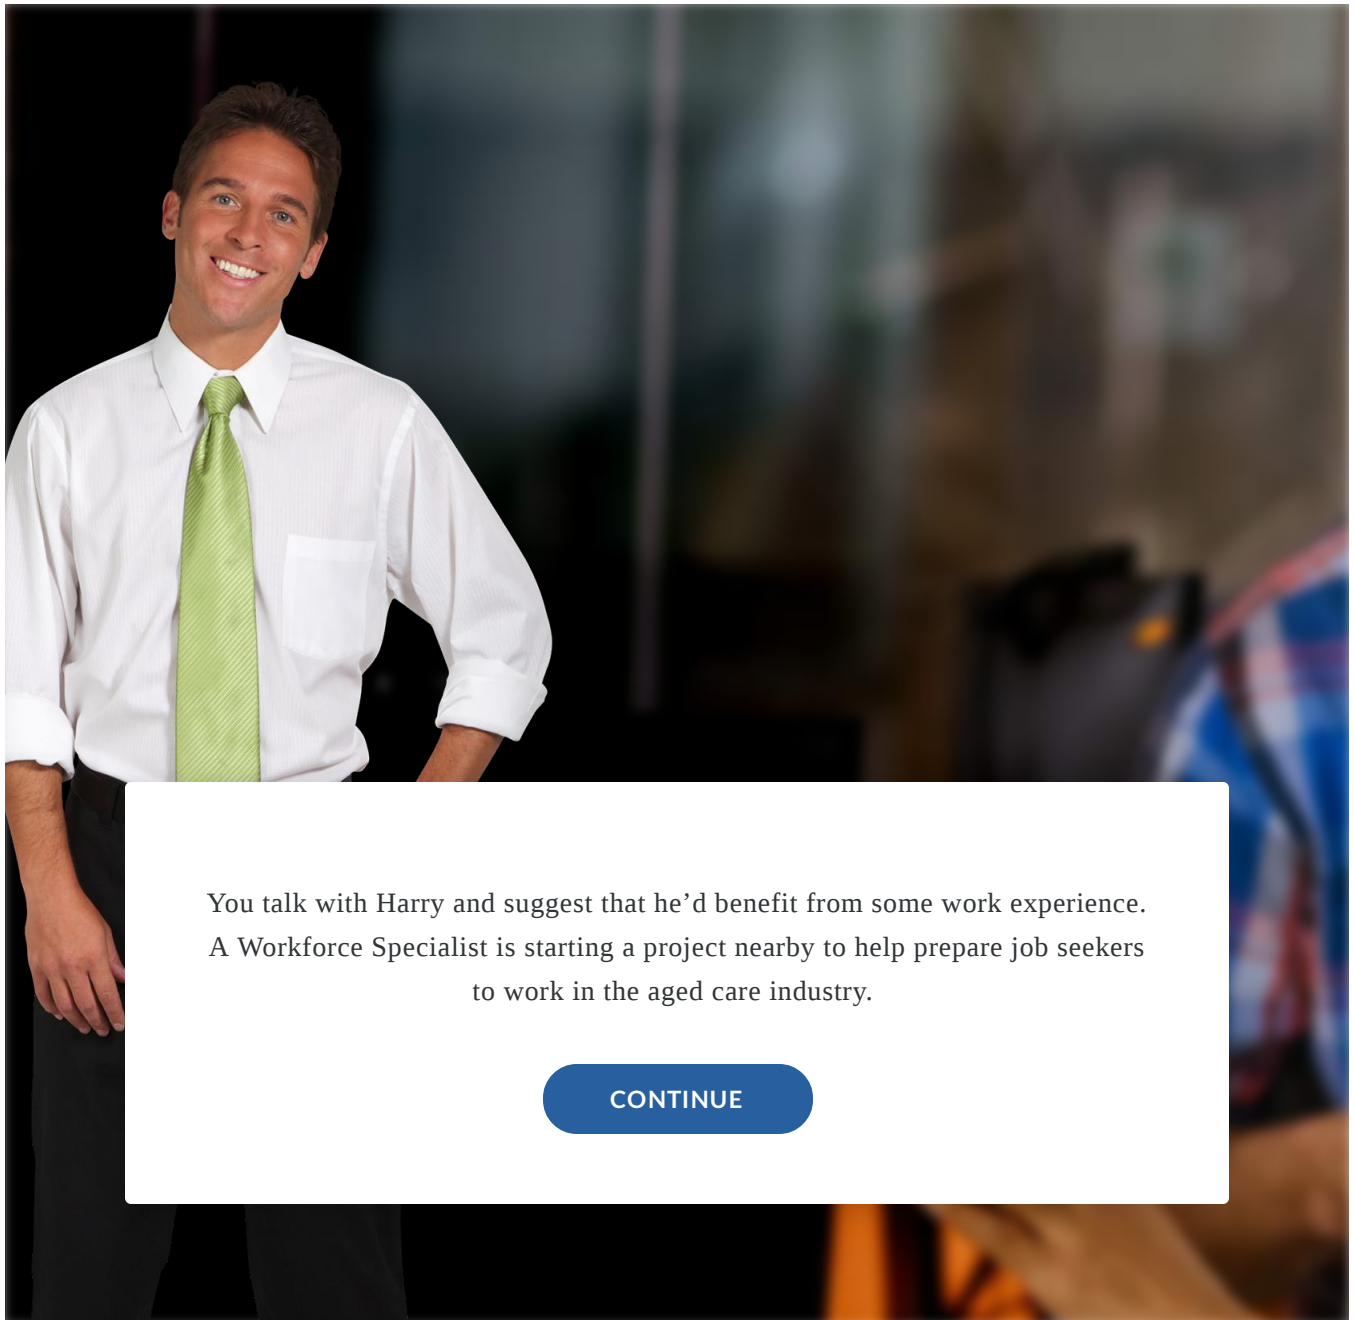 You talk with Harry and suggest that he’d benefit from some work experience.
A Workforce Specialist is starting a project nearby to help prepare job seekers
to work in the aged care industry.
CONTINUE